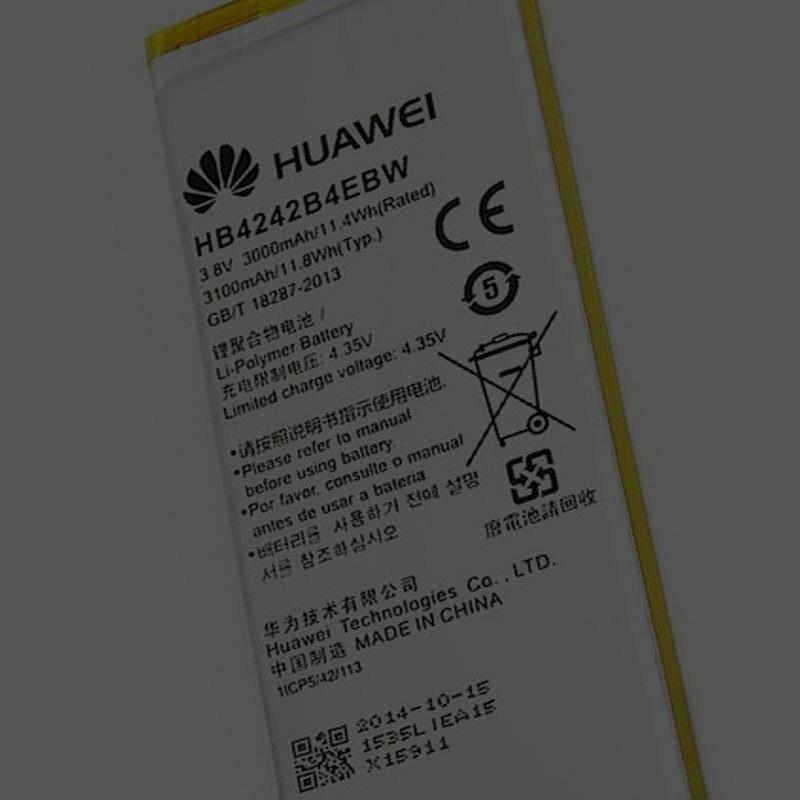 HUAWEI
HB4242B4EBW
3.8V 3000mAh/11.4Wh(Rated)
3100mAh/11.8Wh(Typ.)
GB/T 18287-2013
锂聚合物电池 /
Li-Polymer Battery
充电限制电压: 4.35V
Limited charge voltage: 4.35V
•请按照说明书指示使用电池.
•Please refer to manual
before using battery.
•Por favor, consulte o manual
antes de usar a bateria.
•배터리를 사용하기 전에 설명
서를 참조하십시오
CE
5
廢電池請回收
华为技术有限公司
Huawei Technologies Co., LTD.
中国制造 MADE IN CHINA
1ICP5/42/113
2014-10-15
1535L1EA15
X15911